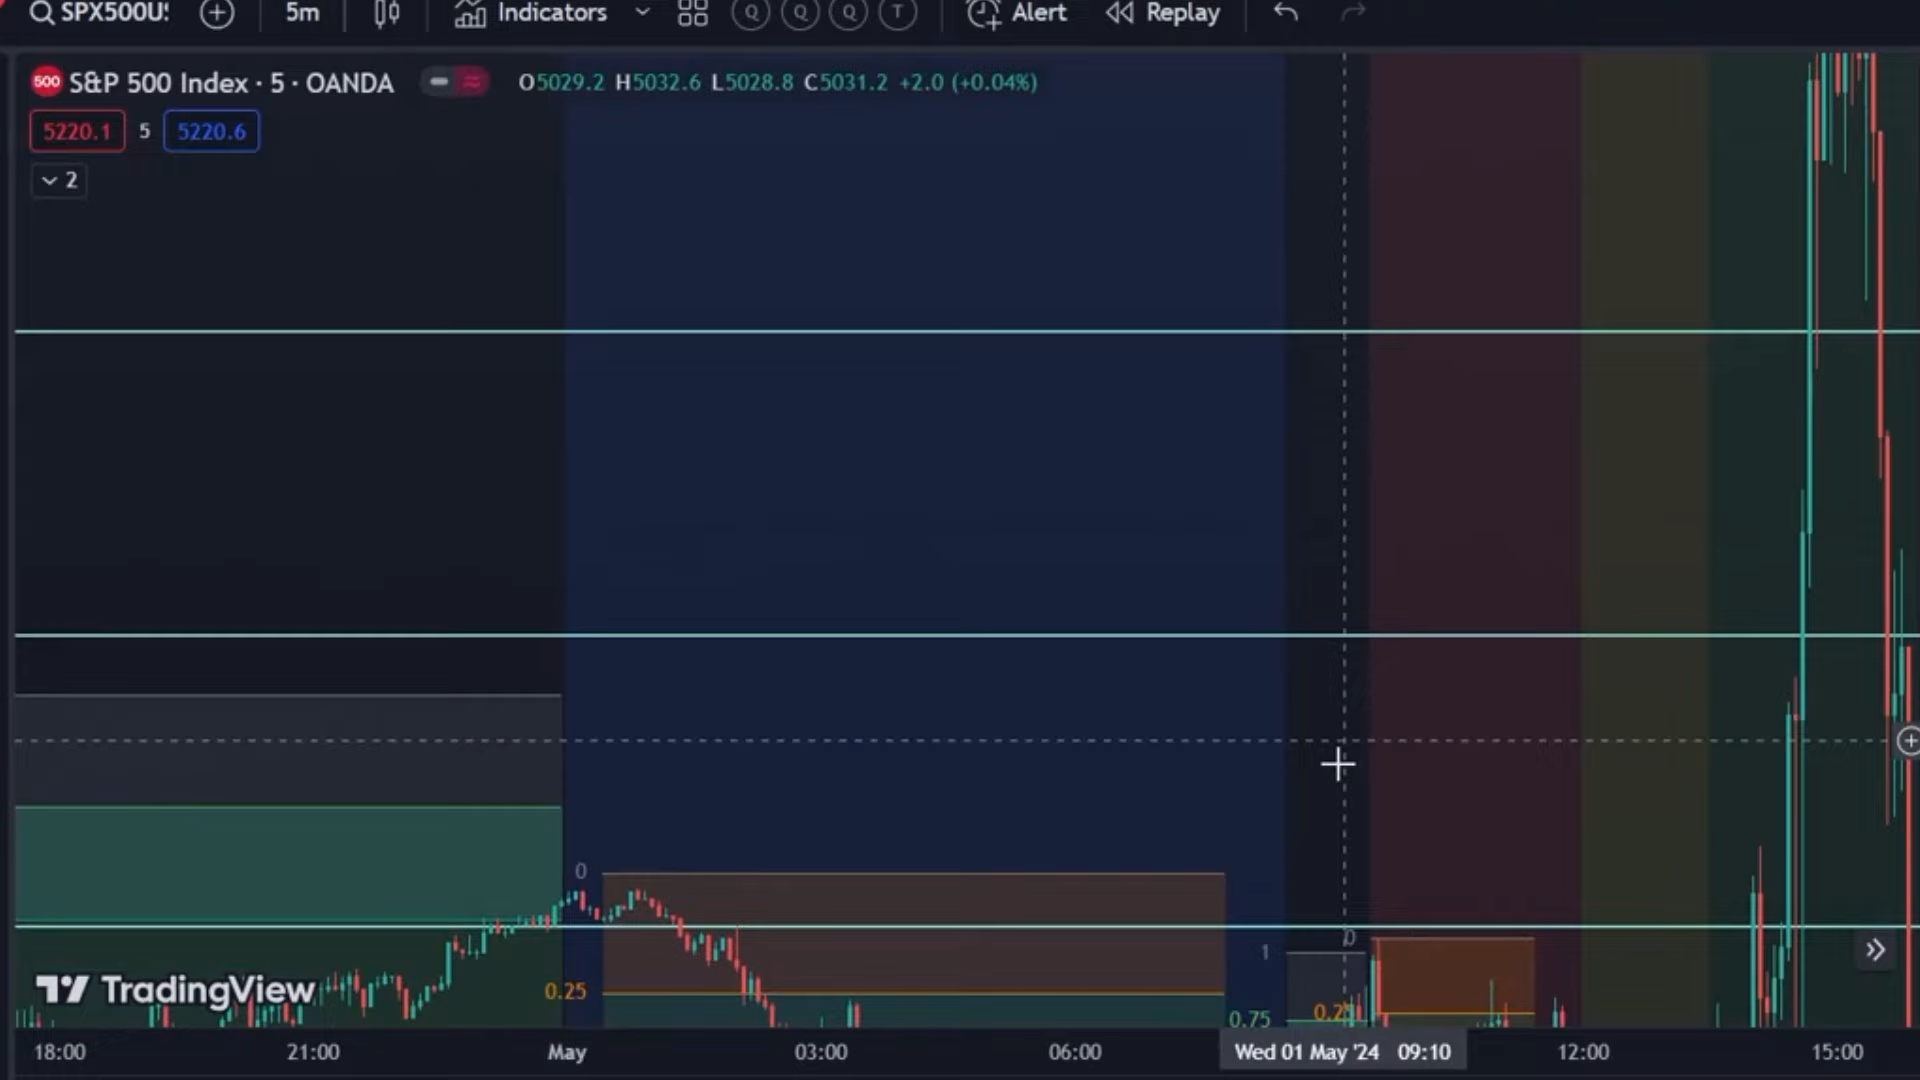 SPX500U
5m
Indicators
Q Q Q T
Alert
Replay
500 S&P 500 Index · 5 · OANDA
O5029.2 H5032.6 L5028.8 C5031.2 +2.0 (+0.04%)
5220.1 5 5220.6
2
0
0
1
0.25
0.75
TradingView
18:00 21:00 May 03:00 06:00 Wed 01 May '24 09:10 12:00 15:00